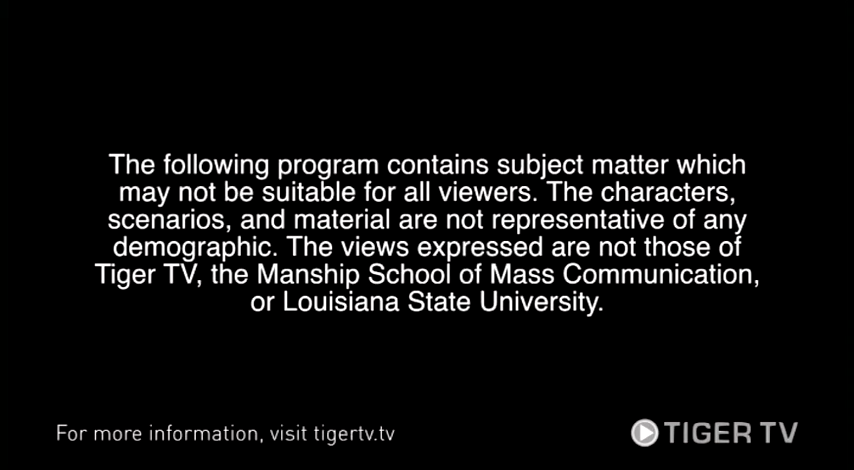 The following program contains subject matter which
may not be suitable for all viewers. The characters,
scenarios, and material are not representative of any
demographic. The views expressed are not those of
Tiger TV, the Manship School of Mass Communication,
or Louisiana State University.
For more information, visit tigertv.tv
TIGER TV